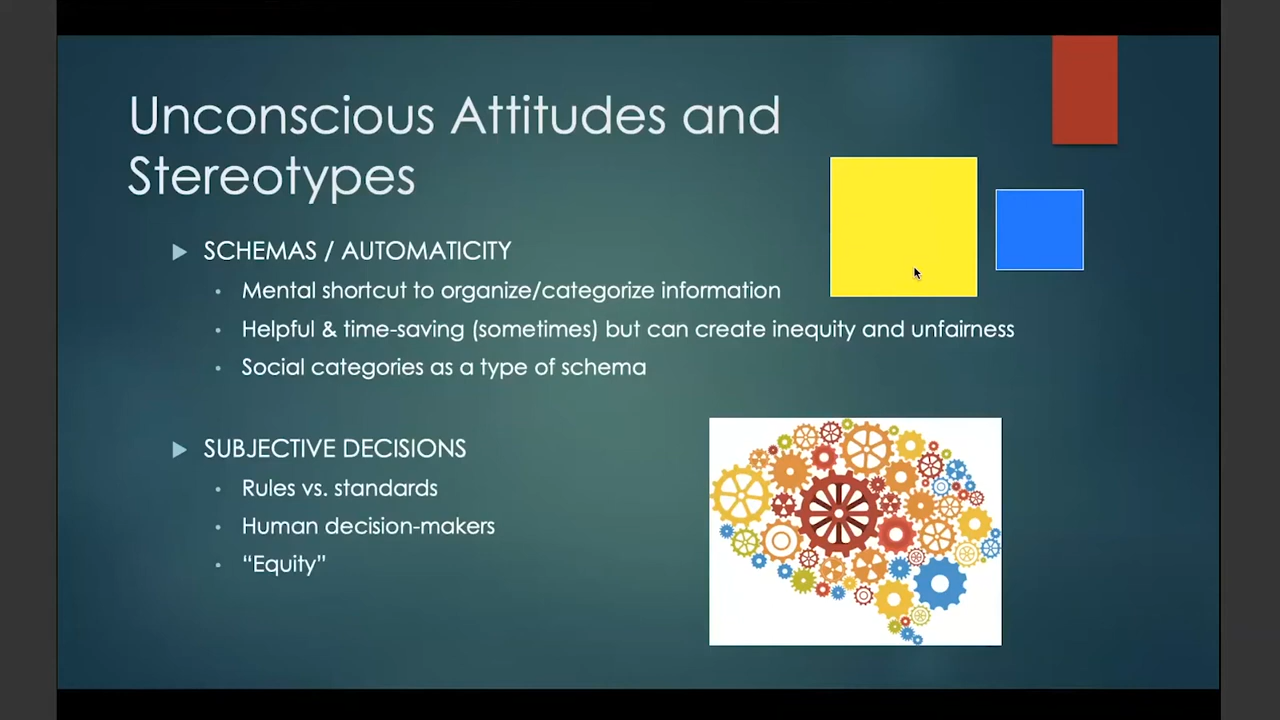 Unconscious Attitudes and
Stereotypes
SCHEMAS / AUTOMATICITY
Mental shortcut to organize/categorize information
Helpful & time-saving (sometimes) but can create inequity and unfairness
Social categories as a type of schema
SUBJECTIVE DECISIONS
Rules vs. standards
Human decision-makers
“Equity”